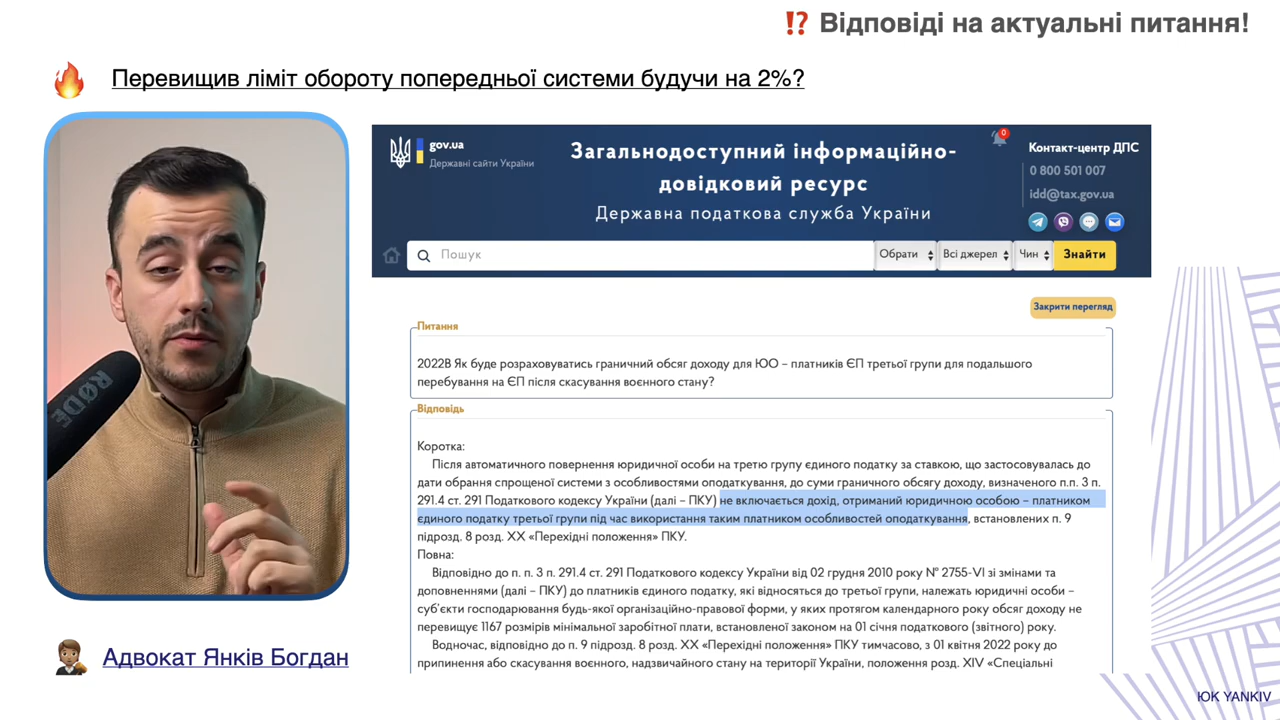 ⁉️ Відповіді на актуальні питання!
Перевищив ліміт обороту попередньої системи будучи на 2%?
gov.ua
Державні сайти України
Загальнодоступний інформаційно-
довідковий ресурс
Державна податкова служба України
0
Контакт-центр ДПС
0 800 501 007
idd@tax.gov.ua
Пошук
Обрати
Всі джерел
Чин
Знайти
Закрити перегляд
Питання
2022В Як буде розраховуватись граничний обсяг доходу для ЮО – платників ЄП третьої групи для подальшого
перебування на ЄП після скасування воєнного стану?
Відповідь
Коротка:
Після автоматичного повернення юридичної особи на третю групу єдиного податку за ставкою, що застосовувалась до
дати обрання спрощеної системи з особливостями оподаткування, до суми граничного обсягу доходу, визначеного п.п. 3 п.
291.4 ст. 291 Податкового кодексу України (далі – ПКУ) не включається дохід, отриманий юридичною особою – платником
єдиного податку третьої групи під час використання таким платником особливостей оподаткування, встановлених п. 9
підрозд. 8 розд. ХХ «Перехідні положення» ПКУ.
Повна:
Відповідно до п. п. 3 п. 291.4 ст. 291 Податкового кодексу України від 02 грудня 2010 року № 2755-VI зі змінами та
доповненнями (далі – ПКУ) до платників єдиного податку, які відносяться до третьої групи, належать юридичні особи –
суб'єкти господарювання будь-якої організаційно-правової форми, у яких протягом календарного року обсяг доходу не
перевищує 1167 розмірів мінімальної заробітної плати, встановленої законом на 01 січня податкового (звітного) року.
Водночас, відповідно до п. 9 підрозд. 8 розд. ХХ «Перехідні положення» ПКУ тимчасово, з 01 квітня 2022 року до
припинення або скасування воєнного, надзвичайного стану на території України, положення розд. XIV «Спеціальні
RØDE
Адвокат Янків Богдан
ЮК YANKIV